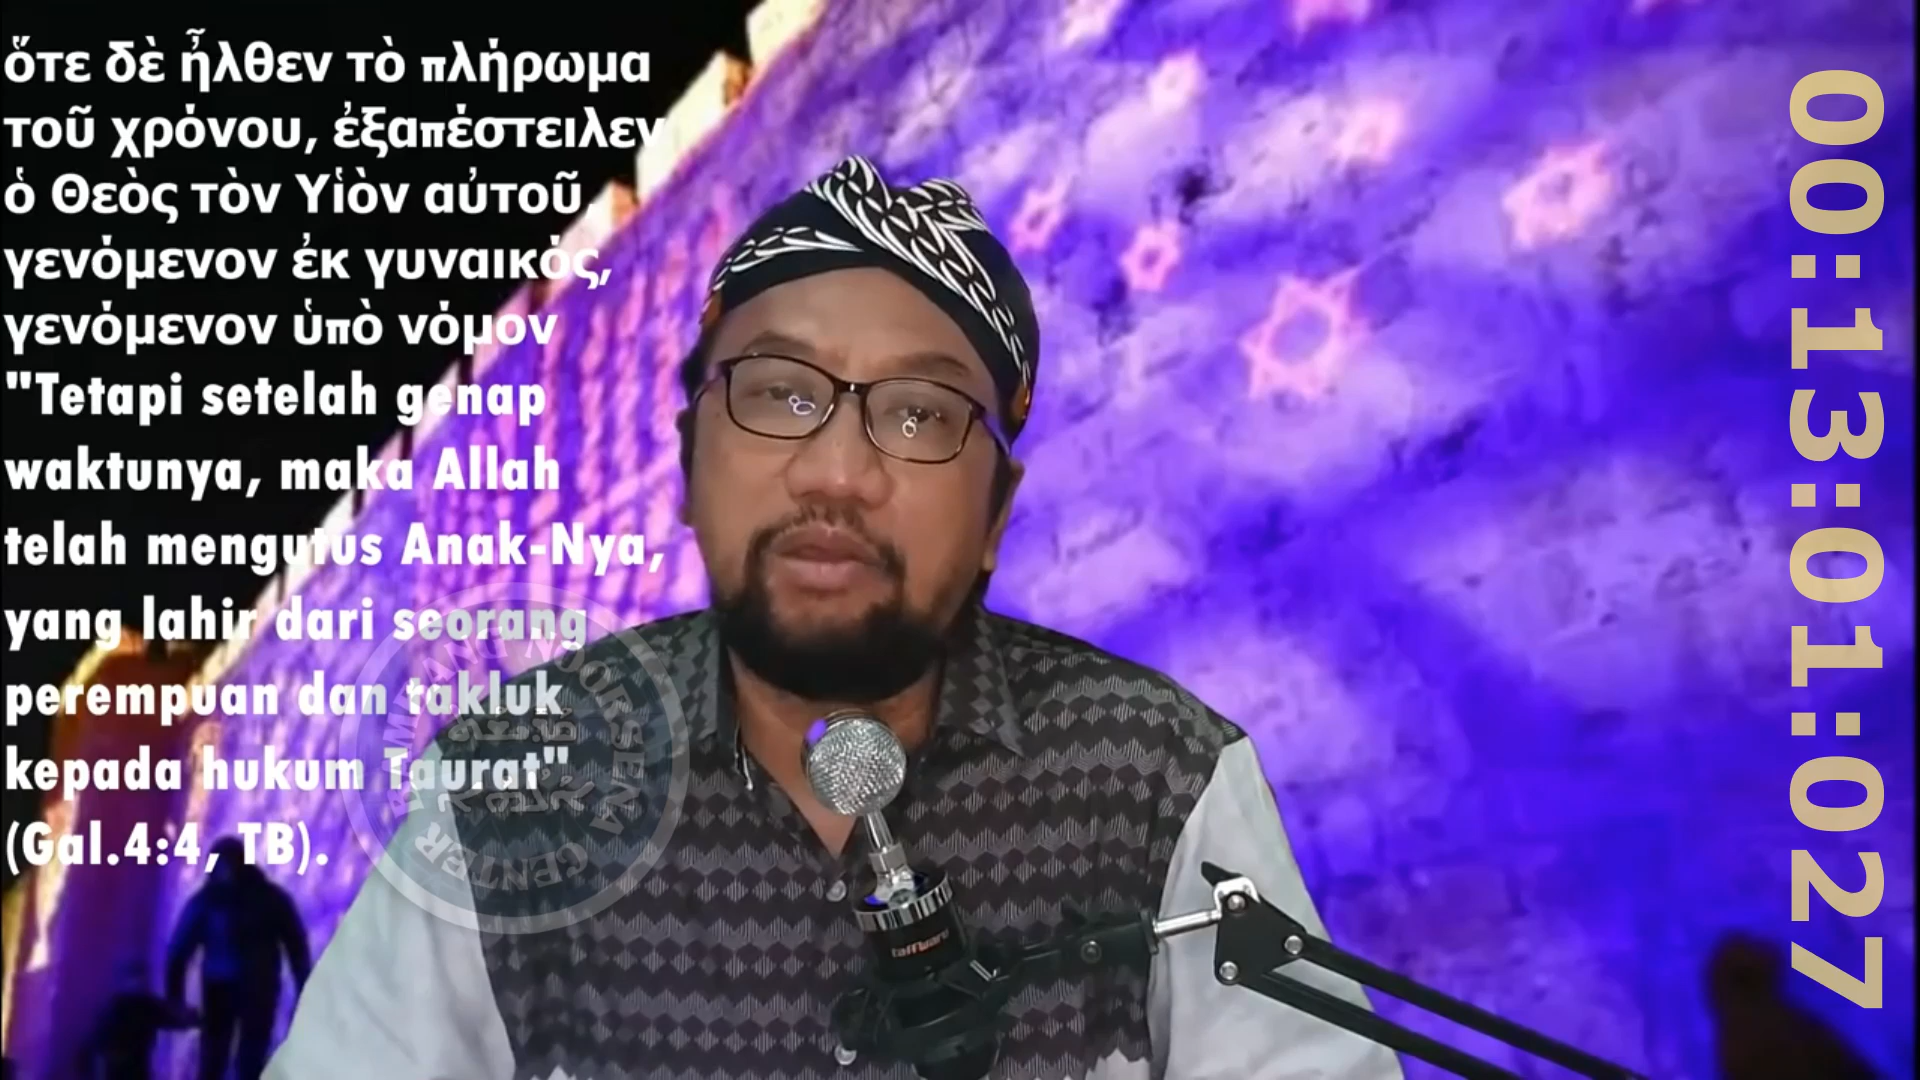 ὅτε δὲ ἦλθεν τὸ πλήρωμα
τοῦ χρόνου, ἐξαπέστειλεν
ὁ Θεὸς τὸν Υἱὸν αὐτοῦ,
γενόμενον ἐκ γυναικός,
γενόμενον ὑπὸ νόμον
"Tetapi setelah genap
waktunya, maka Allah
telah mengutus Anak-Nya,
yang lahir dari seorang
perempuan dan takluk
kepada hukum Taurat"
(Gal.4:4, TB).
00:13:01:027
taffware
CENTER